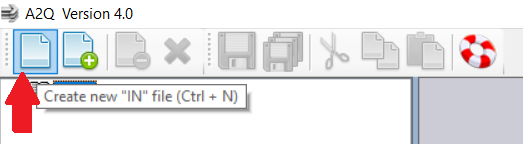 A2Q Version 4.0
Create new "IN" file (Ctrl + N)